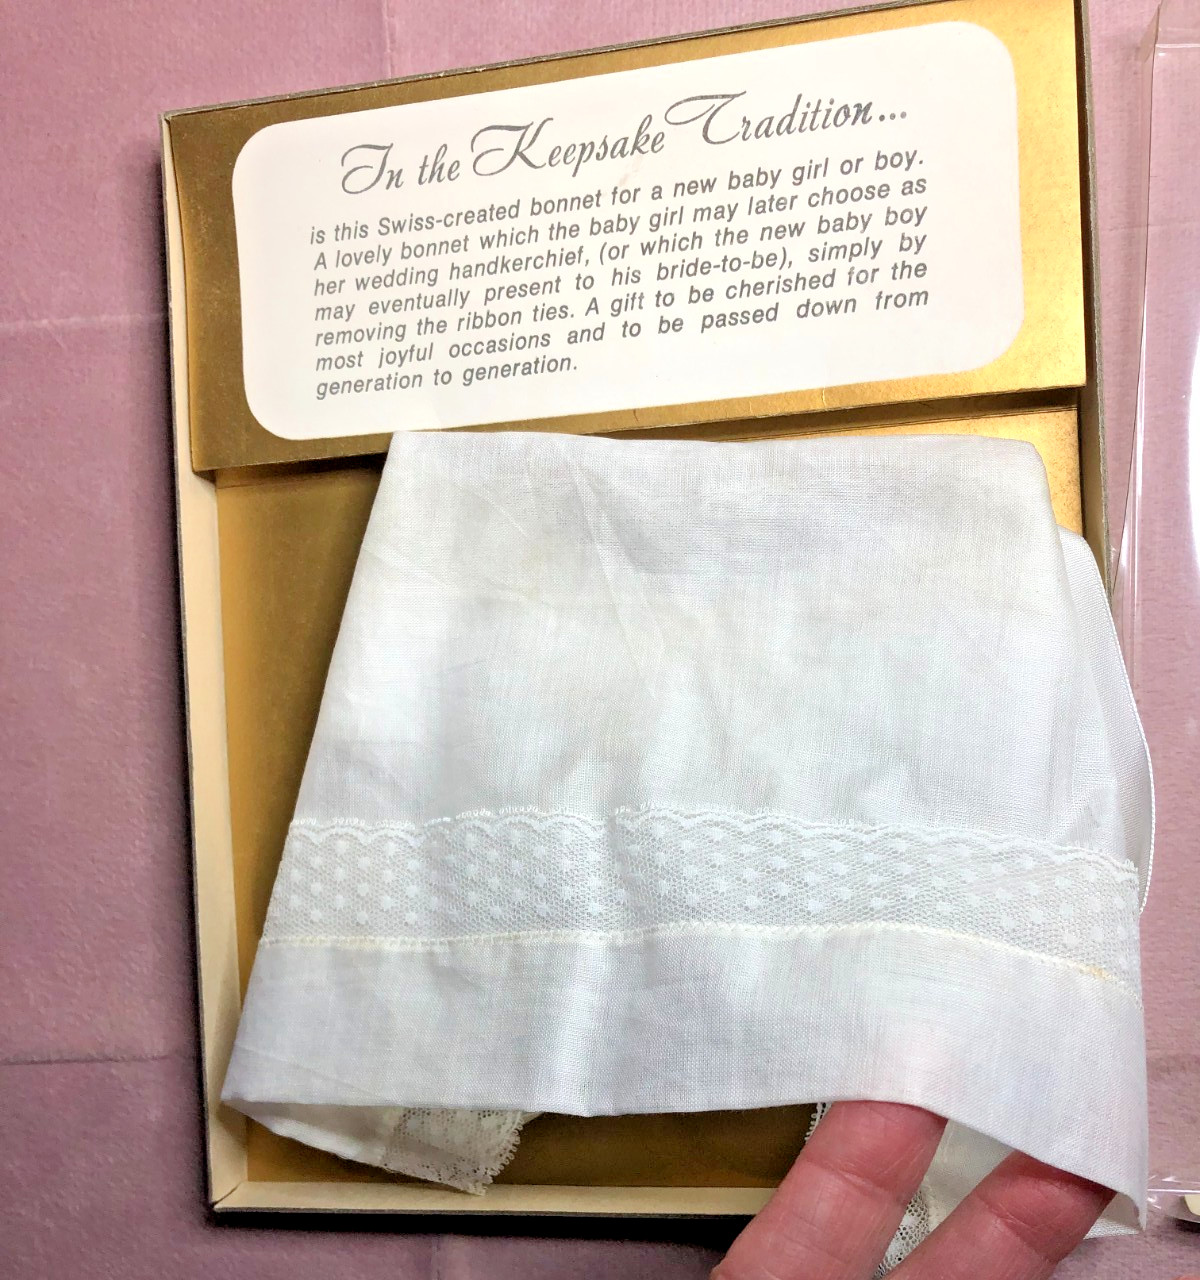 In the Keepsake Tradition...
is this Swiss-created bonnet for a new baby girl or boy.
A lovely bonnet which the baby girl may later choose as
her wedding handkerchief, (or which the new baby boy
may eventually present to his bride-to-be), simply by
removing the ribbon ties. A gift to be cherished for the
most joyful occasions and to be passed down from
generation to generation.